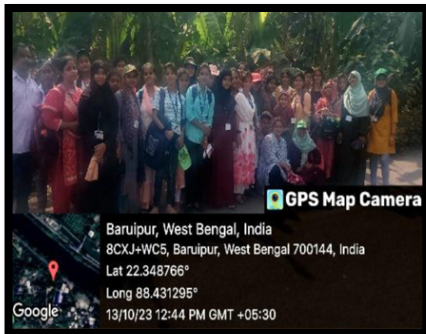 GPS Map Camera
Baruipur, West Bengal, India
8CXJ+WC5, Baruipur, West Bengal 700144, India
Lat 22.348766°
Long 88.431295°
13/10/23 12:44 PM GMT +05:30
Google